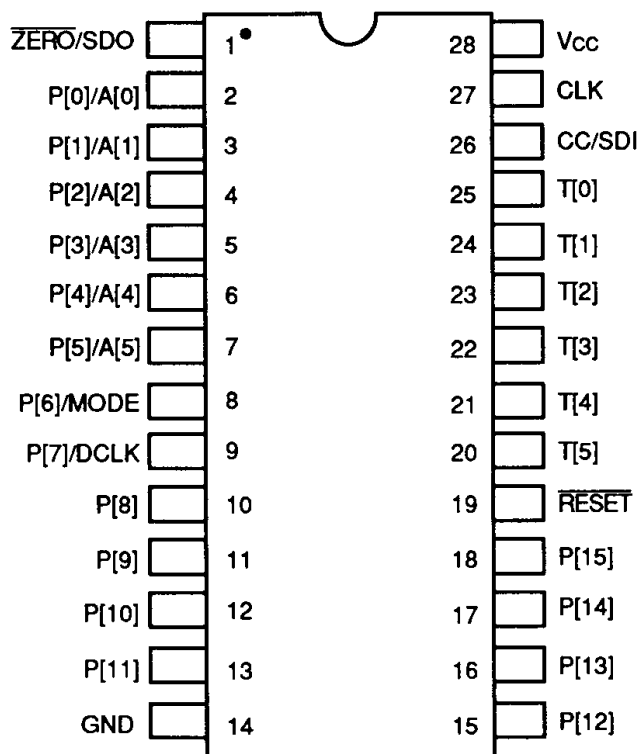 Z̅E̅R̅O̅/SDO 1 28 Vcc
P[0]/A[0] 2 27 CLK
P[1]/A[1] 3 26 CC/SDI
P[2]/A[2] 4 25 T[0]
P[3]/A[3] 5 24 T[1]
P[4]/A[4] 6 23 T[2]
P[5]/A[5] 7 22 T[3]
P[6]/MODE 8 21 T[4]
P[7]/DCLK 9 20 T[5]
P[8] 10 19 R̅E̅S̅E̅T̅
P[9] 11 18 P[15]
P[10] 12 17 P[14]
P[11] 13 16 P[13]
GND 14 15 P[12]